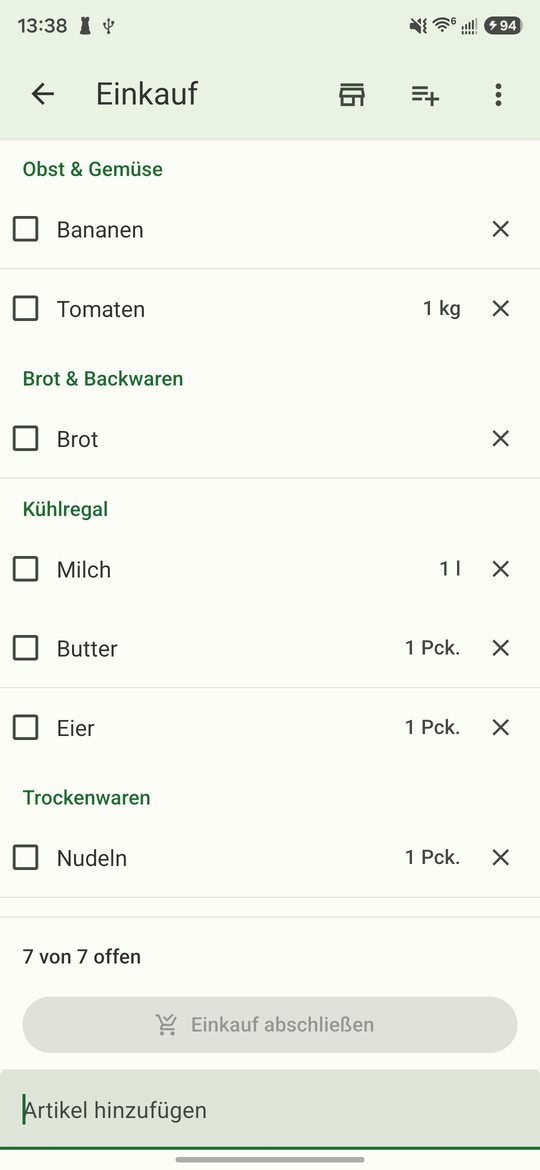 13:38
6
94
Einkauf
Obst & Gemüse
Bananen
Tomaten 1 kg
Brot & Backwaren
Brot
Kühlregal
Milch 1 l
Butter 1 Pck.
Eier 1 Pck.
Trockenwaren
Nudeln 1 Pck.
7 von 7 offen
Einkauf abschließen
Artikel hinzufügen